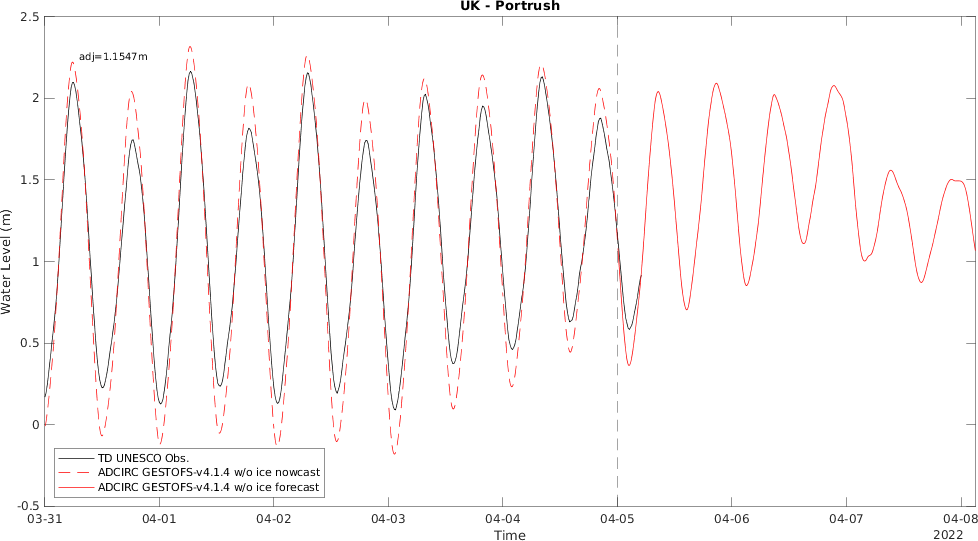 UK - Portrush
adj=1.1547m
2.5
2
1.5
1
0.5
0
-0.5
Water Level (m)
TD UNESCO Obs.
ADCIRC GESTOFS-v4.1.4 w/o ice nowcast
ADCIRC GESTOFS-v4.1.4 w/o ice forecast
03-31 04-01 04-02 04-03 04-04 04-05 04-06 04-07 04-08
Time 2022